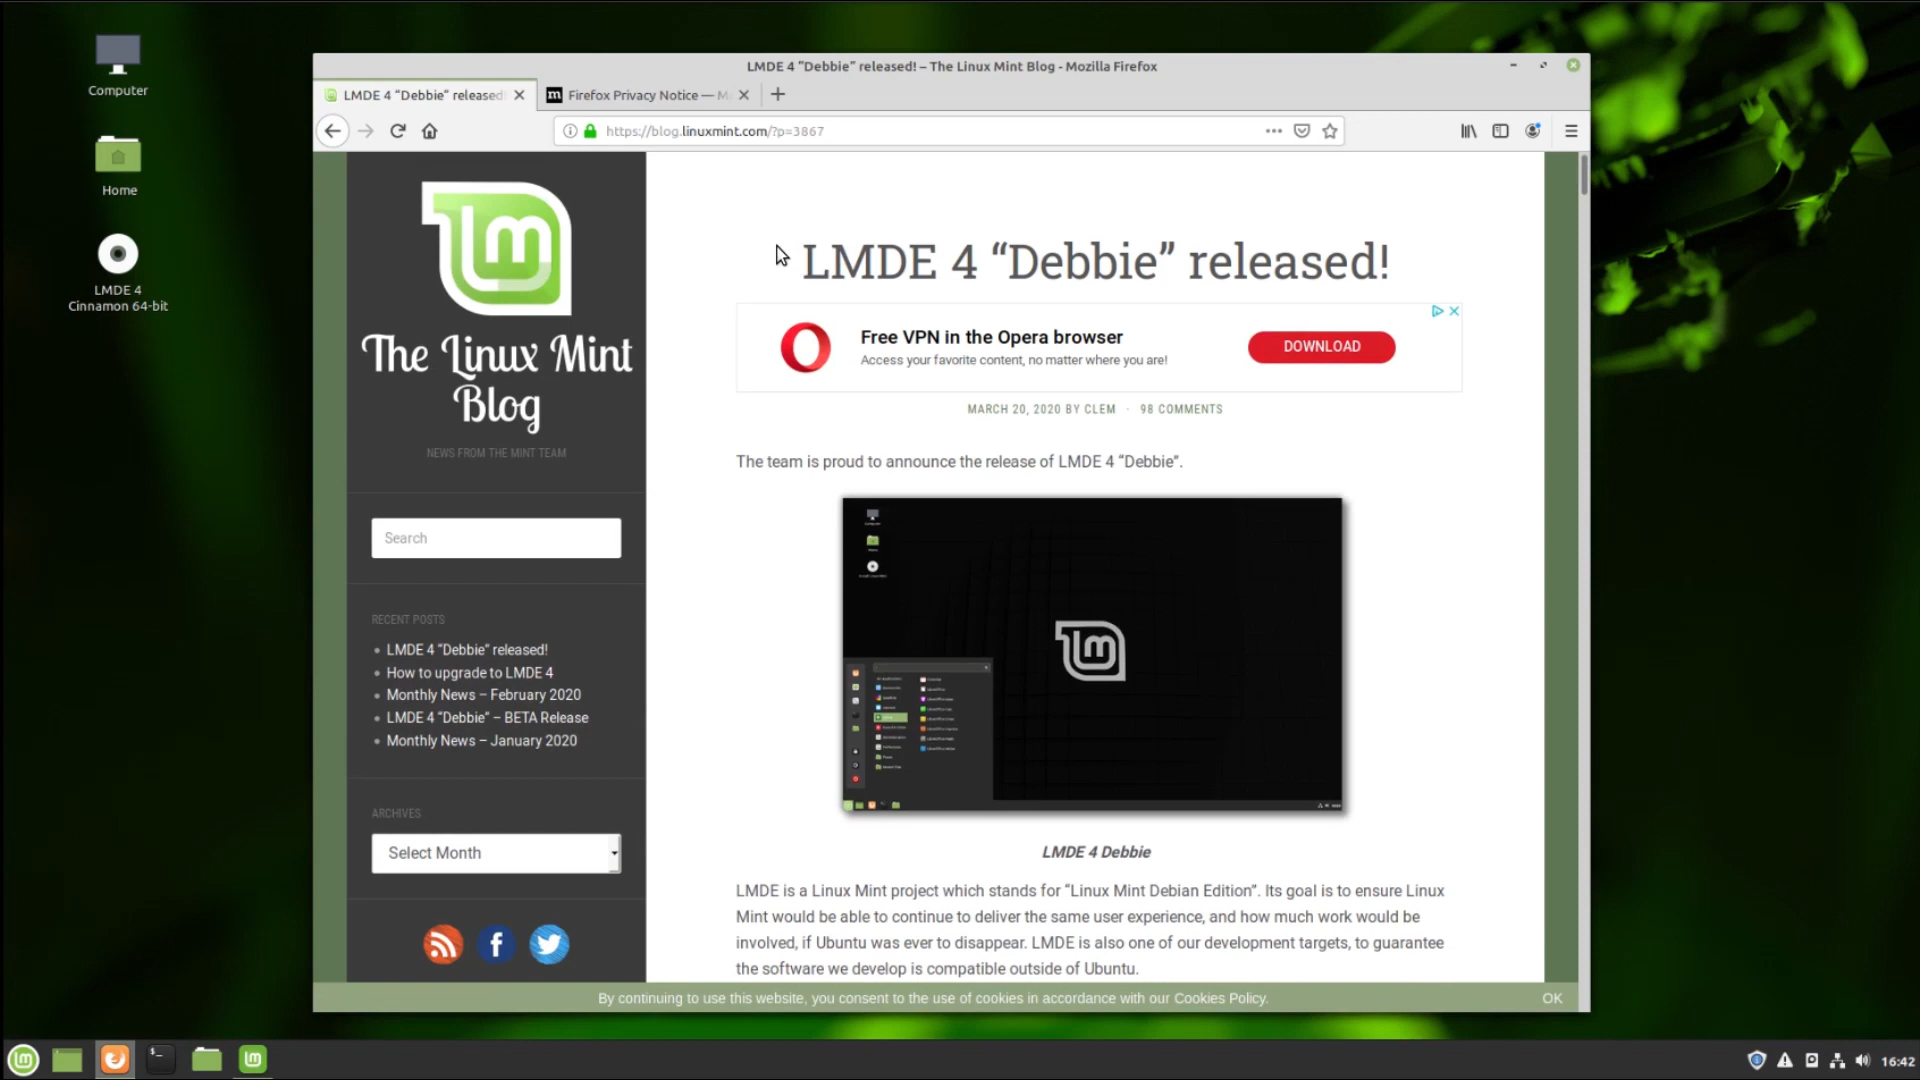 Computer
Home
LMDE 4
Cinnamon 64-bit
LMDE 4 “Debbie” released! – The Linux Mint Blog - Mozilla Firefox
LMDE 4 “Debbie” released!
Firefox Privacy Notice —
https://blog.linuxmint.com/?p=3867
The Linux Mint
Blog
NEWS FROM THE MINT TEAM
Search
RECENT POSTS
LMDE 4 “Debbie” released!
How to upgrade to LMDE 4
Monthly News – February 2020
LMDE 4 “Debbie” – BETA Release
Monthly News – January 2020
ARCHIVES
Select Month
LMDE 4 “Debbie” released!
Free VPN in the Opera browser
Access your favorite content, no matter where you are!
DOWNLOAD
MARCH 20, 2020 BY CLEM · 98 COMMENTS
The team is proud to announce the release of LMDE 4 “Debbie”.
LMDE 4 Debbie
LMDE is a Linux Mint project which stands for “Linux Mint Debian Edition”. Its goal is to ensure Linux
Mint would be able to continue to deliver the same user experience, and how much work would be
involved, if Ubuntu was ever to disappear. LMDE is also one of our development targets, to guarantee
the software we develop is compatible outside of Ubuntu.
By continuing to use this website, you consent to the use of cookies in accordance with our Cookies Policy.
OK
16:42